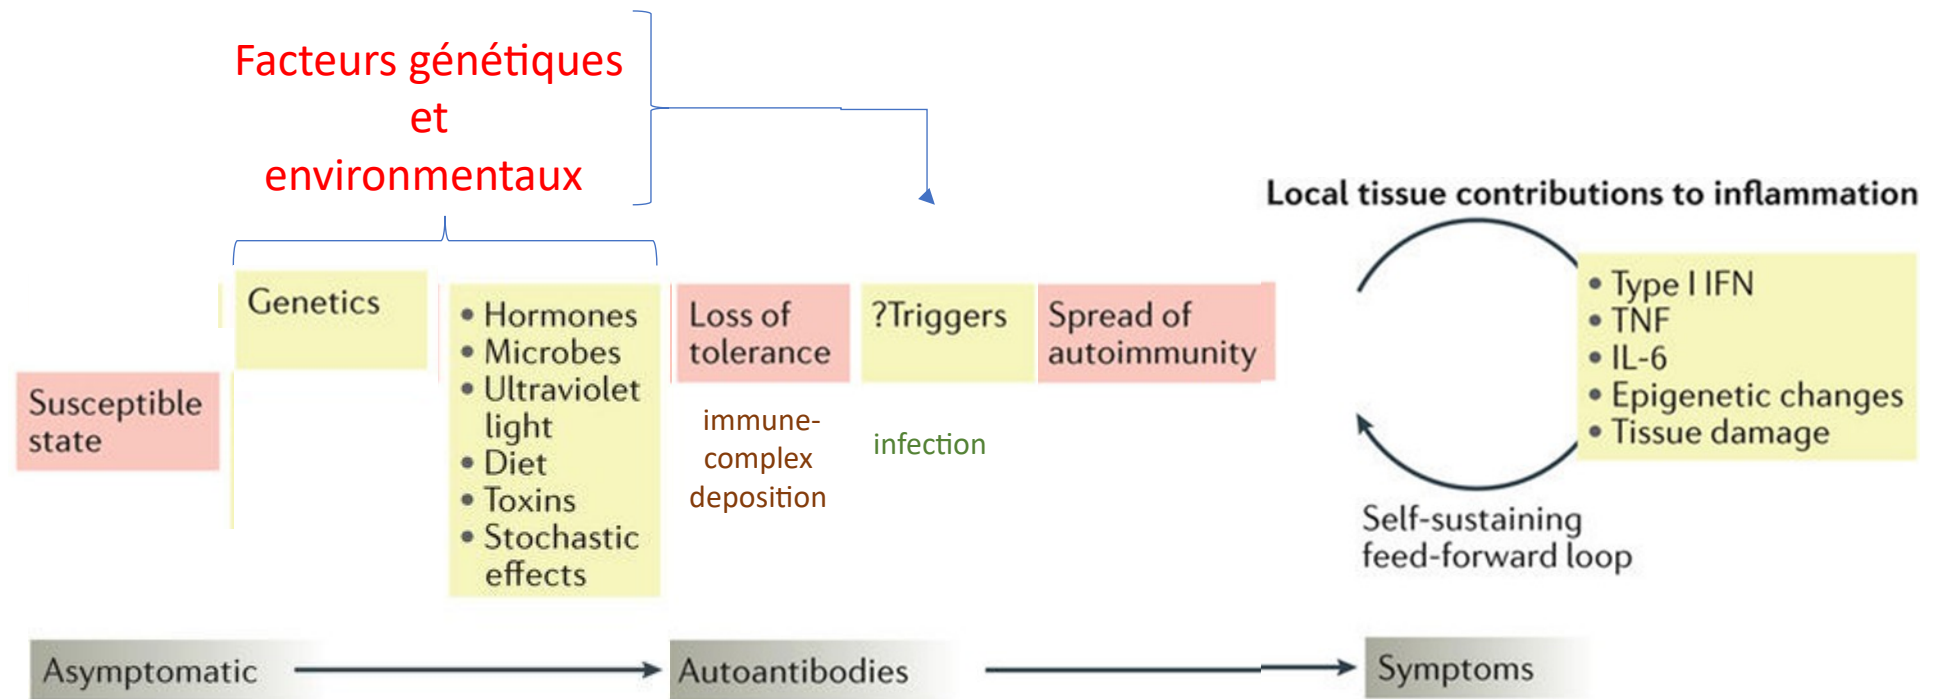 Facteurs génétiques
et
environmentaux
Local tissue contributions to inflammation
Susceptible
state
Genetics
• Hormones
• Microbes
• Ultraviolet
light
• Diet
• Toxins
• Stochastic
effects
Loss of
tolerance
immune-
complex
deposition
?Triggers
infection
Spread of
autoimmunity
• Type I IFN
• TNF
• IL-6
• Epigenetic changes
• Tissue damage
Self-sustaining
feed-forward loop
Asymptomatic
Autoantibodies
Symptoms